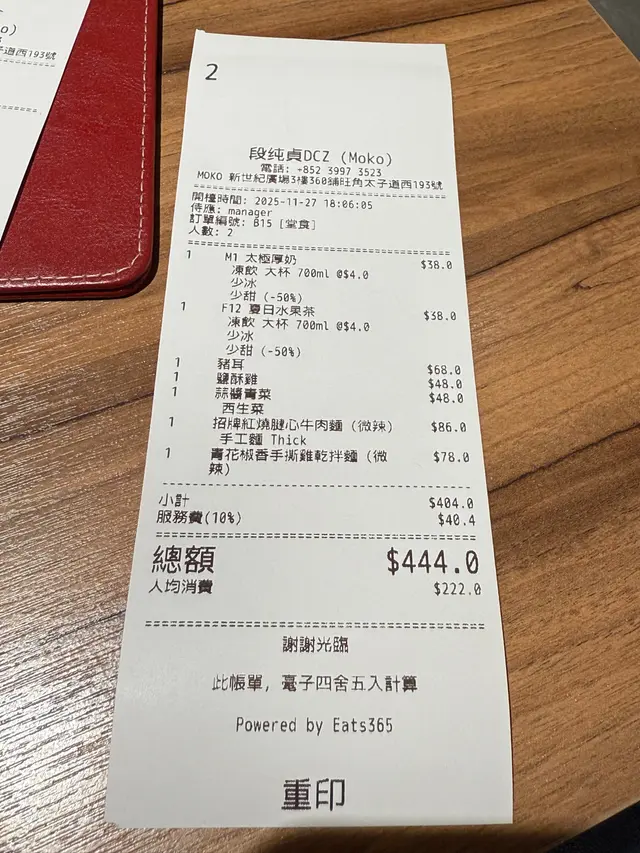 o)
子道西193號
2
段纯貞DCZ (Moko)
電話: +852 3997 3523
MOKO 新世紀廣場3樓360舖旺角太子道西193號
開檯時間: 2025-11-27 18:06:05
侍應: manager
訂單編號: B15 [堂食]
人數: 2
1 M1 太極厚奶 $38.0
凍飲 大杯 700ml @$4.0
少冰
少甜 (-50%)
1 F12 夏日水果茶 $38.0
凍飲 大杯 700ml @$4.0
少冰
少甜 (-50%)
1 豬耳 $68.0
1 鹽酥雞 $48.0
1 蒜醬青菜 $48.0
西生菜
1 招牌紅燒腱心牛肉麵 (微辣) $86.0
手工麵 Thick
1 青花椒香手撕雞乾拌麵 (微 $78.0
辣)
小計 $404.0
服務費(10%) $40.4
總額 $444.0
人均消費 $222.0
謝謝光臨
此帳單, 毫子四舍五入計算
Powered by Eats365
重印